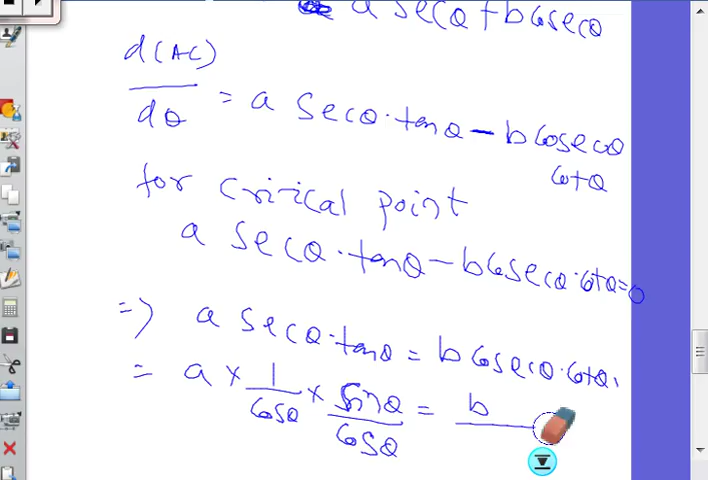 a secθ + b cosecθ
d(AC)
/dθ = a secθ·tanθ - b cosecθ
cotθ
for critical point
a secθ·tanθ - b cosecθ·cotθ = 0
=> a secθ·tanθ = b cosecθ·cotθ.
= a × 1/cosθ × sinθ/cosθ = b/